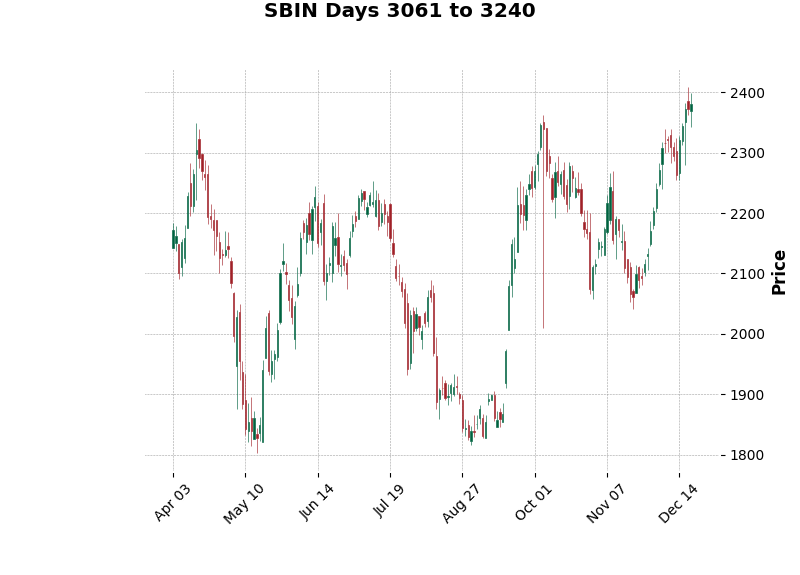 SBIN Days 3061 to 3240
2400
2300
2200
2100
2000
1900
1800
Price
Apr 03
May 10
Jun 14
Jul 19
Aug 27
Oct 01
Nov 07
Dec 14